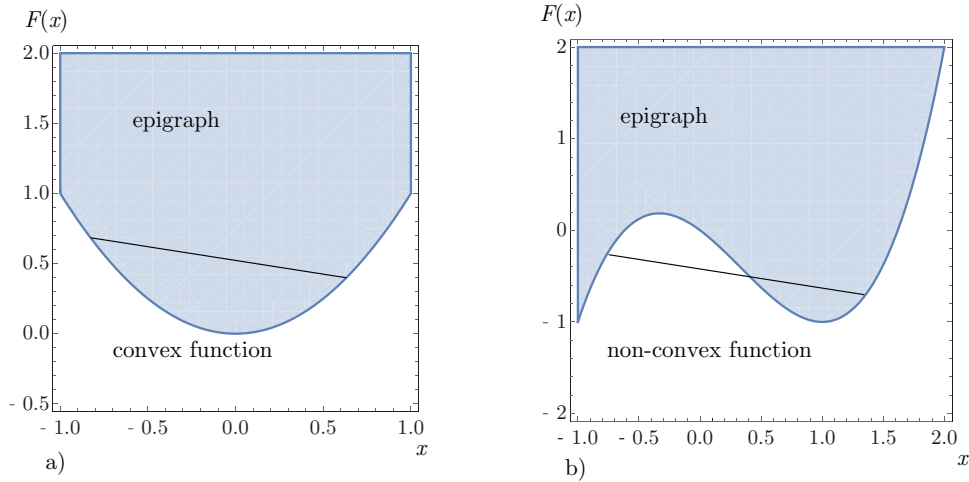 F(x)
2.0
epigraph
1.5
1.0
0.5
0.0
convex function
- 0.5
- 1.0 - 0.5 0.0 0.5 1.0
x
a)
F(x)
2
epigraph
1
0
- 1
non-convex function
- 2
- 1.0 - 0.5 0.0 0.5 1.0 1.5 2.0
x
b)